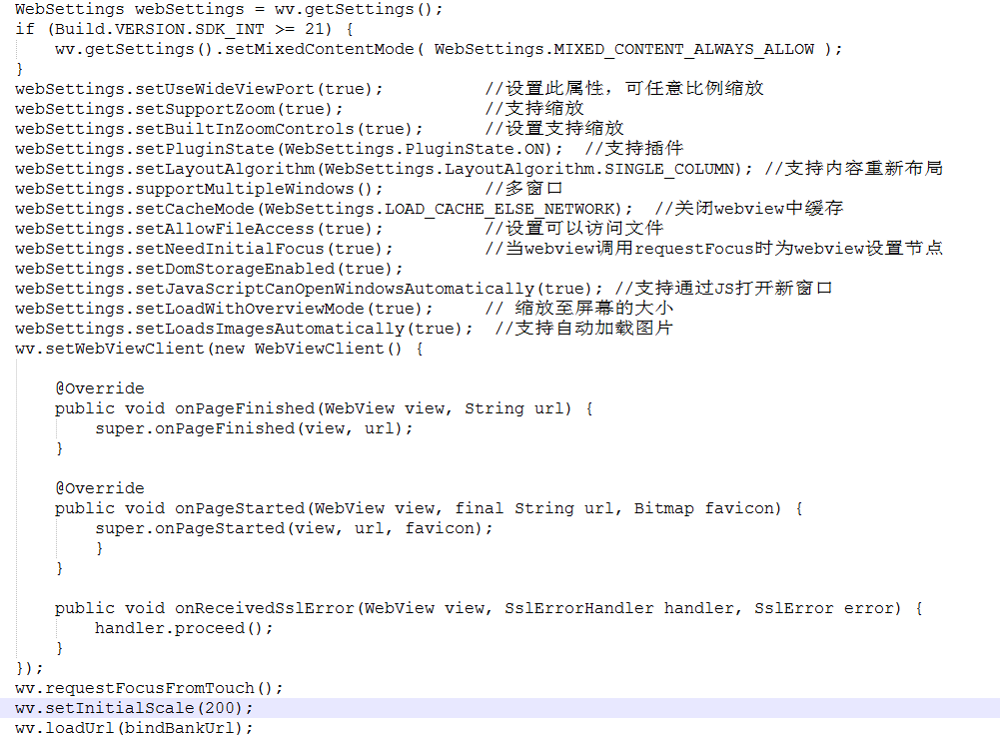 WebSettings webSettings = wv.getSettings();
if (Build.VERSION.SDK_INT >= 21) {
    wv.getSettings().setMixedContentMode( WebSettings.MIXED_CONTENT_ALWAYS_ALLOW );
}
webSettings.setUseWideViewPort(true);          //设置此属性，可任意比例缩放
webSettings.setSupportZoom(true);              //支持缩放
webSettings.setBuiltInZoomControls(true);      //设置支持缩放
webSettings.setPluginState(WebSettings.PluginState.ON);  //支持插件
webSettings.setLayoutAlgorithm(WebSettings.LayoutAlgorithm.SINGLE_COLUMN); //支持内容重新布局
webSettings.supportMultipleWindows();          //多窗口
webSettings.setCacheMode(WebSettings.LOAD_CACHE_ELSE_NETWORK);  //关闭webview中缓存
webSettings.setAllowFileAccess(true);          //设置可以访问文件
webSettings.setNeedInitialFocus(true);         //当webview调用requestFocus时为webview设置节点
webSettings.setDomStorageEnabled(true);
webSettings.setJavaScriptCanOpenWindowsAutomatically(true); //支持通过JS打开新窗口
webSettings.setLoadWithOverviewMode(true);     // 缩放至屏幕的大小
webSettings.setLoadsImagesAutomatically(true);  //支持自动加载图片
wv.setWebViewClient(new WebViewClient() {
    @Override
    public void onPageFinished(WebView view, String url) {
        super.onPageFinished(view, url);
    }
    @Override
    public void onPageStarted(WebView view, final String url, Bitmap favicon) {
        super.onPageStarted(view, url, favicon);
        }
    }
    public void onReceivedSslError(WebView view, SslErrorHandler handler, SslError error) {
        handler.proceed();
    }
});
wv.requestFocusFromTouch();
wv.setInitialScale(200);
wv.loadUrl(bindBankUrl);